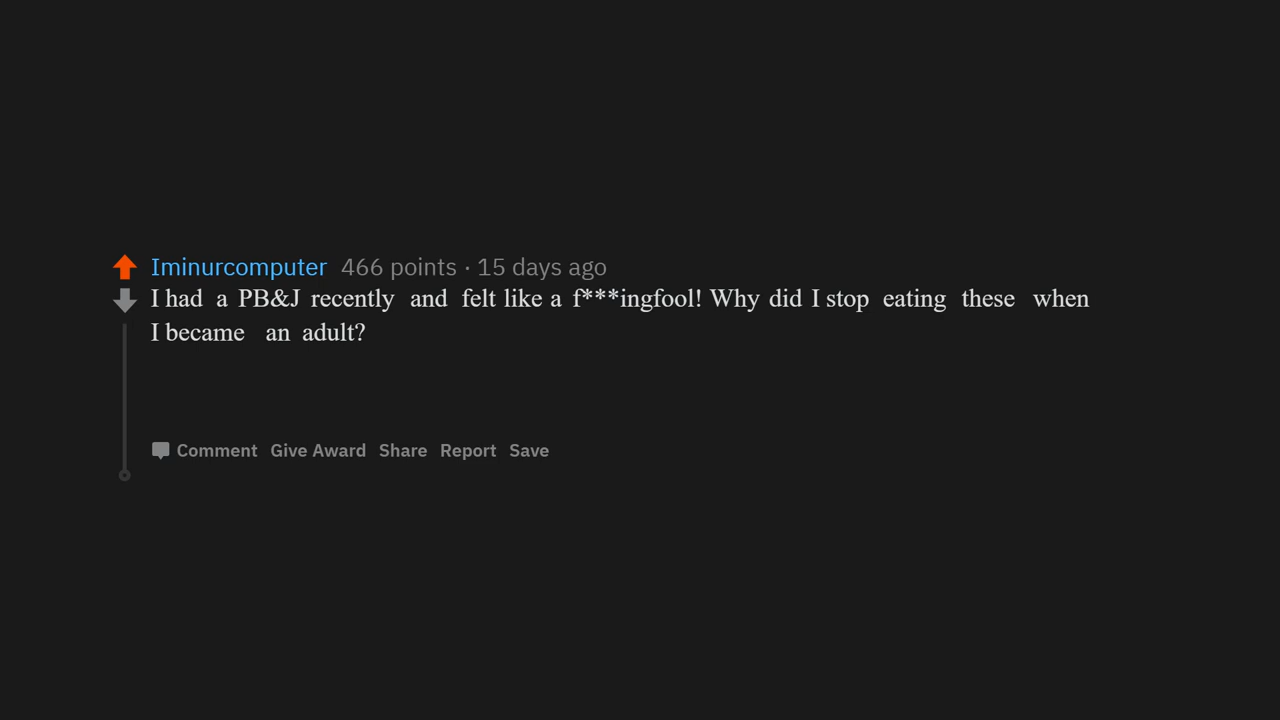 Iminurcomputer 466 points · 15 days ago
I had a PB&J recently and felt like a f***ingfool! Why did I stop eating these when
I became an adult?
Comment Give Award Share Report Save